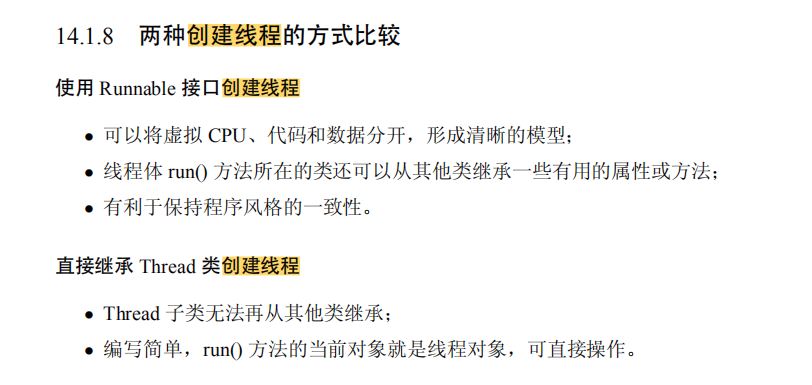 14.1.8 两种创建线程的方式比较
使用 Runnable 接口创建线程
● 可以将虚拟 CPU、代码和数据分开，形成清晰的模型；
● 线程体 run() 方法所在的类还可以从其他类继承一些有用的属性或方法；
● 有利于保持程序风格的一致性。
直接继承 Thread 类创建线程
● Thread 子类无法再从其他类继承；
● 编写简单，run() 方法的当前对象就是线程对象，可直接操作。